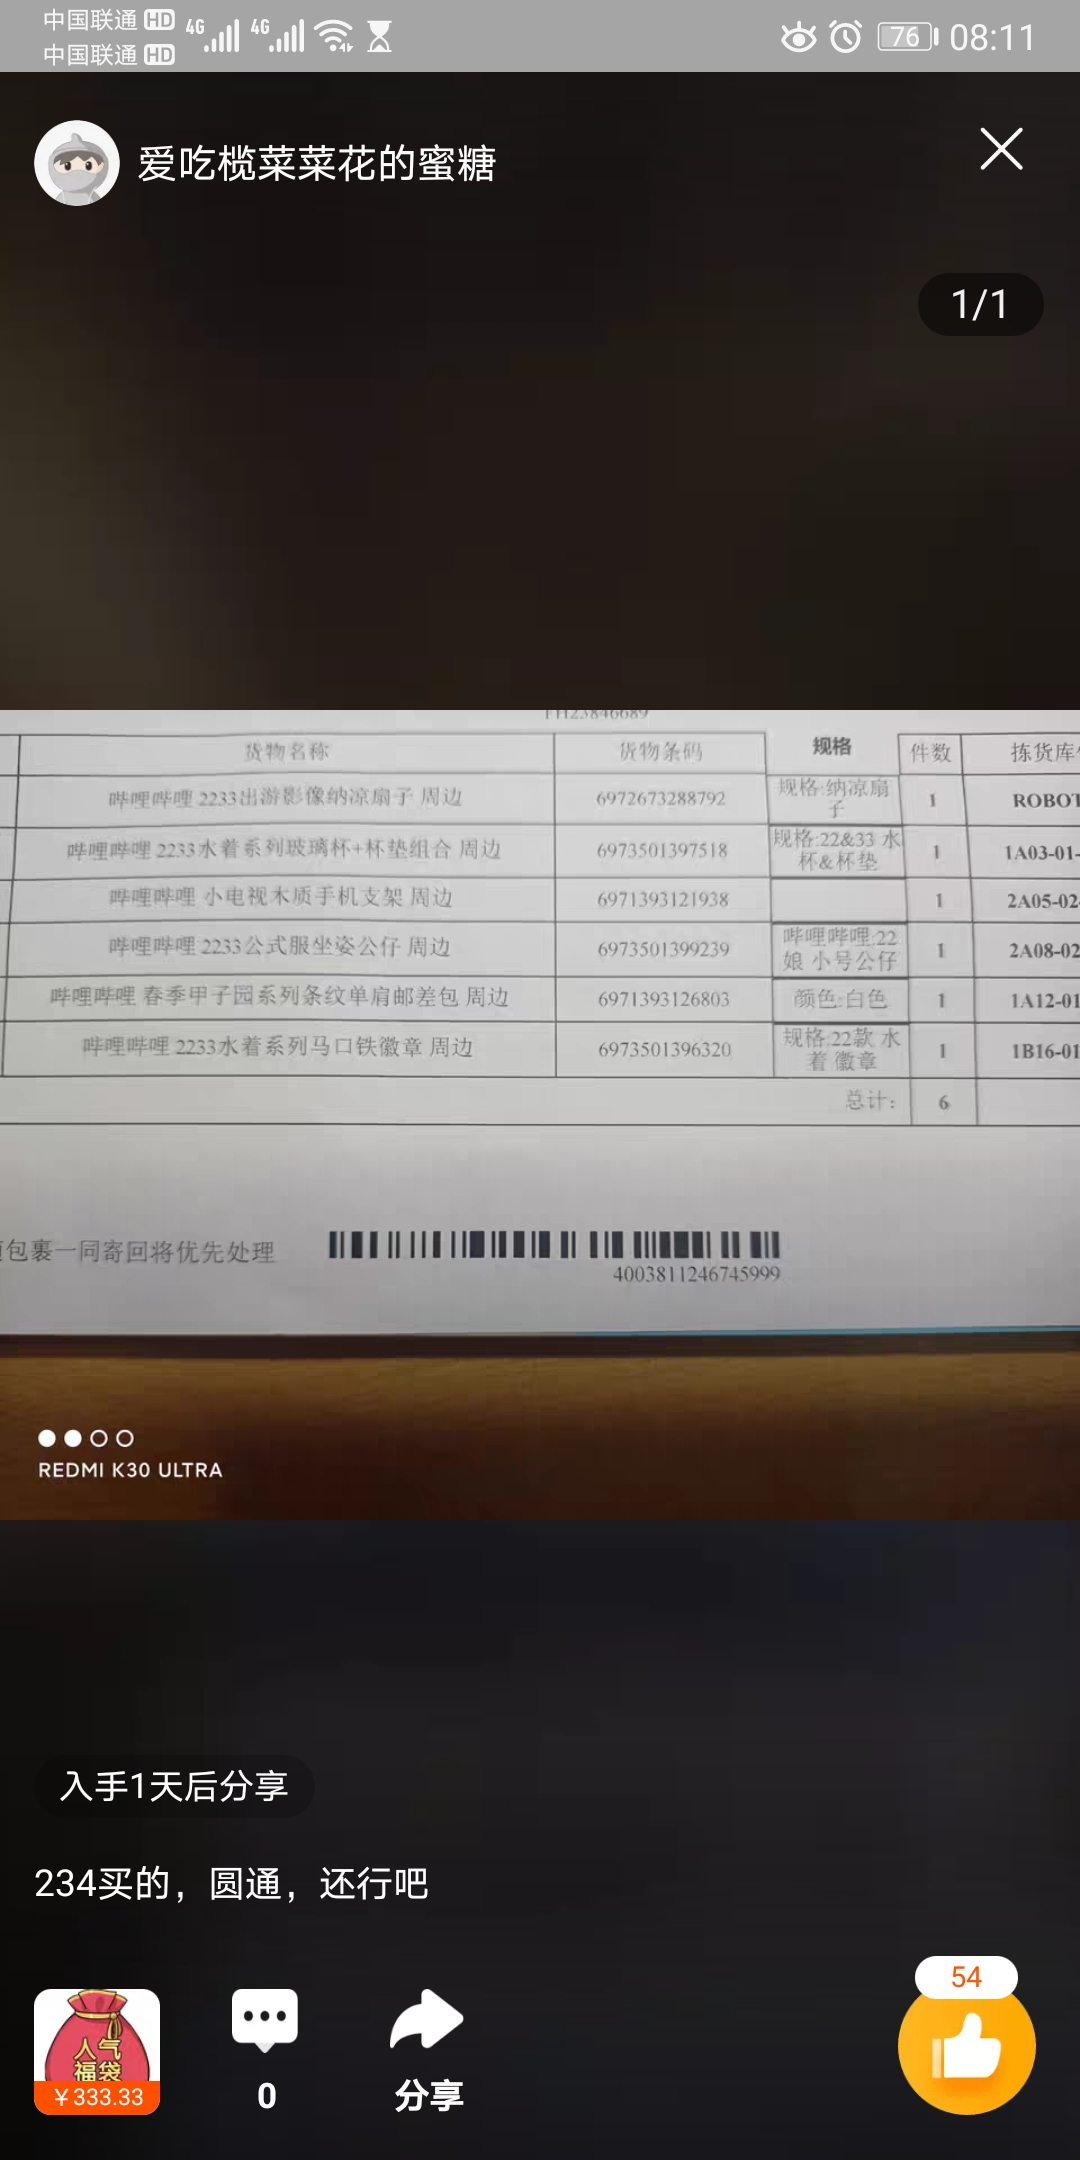 中国联通 HD 4G 4G 76 08:11
中国联通 HD
爱吃榄菜菜花的蜜糖
1/1
FH23846689
货物名称 货物条码 规格 件数 拣货库
哔哩哔哩 2233出游影像纳凉扇子 周边 6972673288792 规格:纳凉扇子 1 ROBOT
哔哩哔哩 2233水着系列玻璃杯+杯垫组合 周边 6973501397518 规格:22&33 水杯&杯垫 1 1A03-01-
哔哩哔哩 小电视木质手机支架 周边 6971393121938 1 2A05-02-
哔哩哔哩 2233公式服坐姿公仔 周边 6973501399239 哔哩哔哩:22娘 小号公仔 1 2A08-02
哔哩哔哩 春季甲子园系列条纹单肩邮差包 周边 6971393126803 颜色:白色 1 1A12-01
哔哩哔哩 2233水着系列马口铁徽章 周边 6973501396320 规格:22款 水着 徽章 1 1B16-01
总计: 6
包裹一同寄回将优先处理
4003811246745999
REDMI K30 ULTRA
入手1天后分享
234买的，圆通，还行吧
人气
福袋
￥333.33
0
分享
54